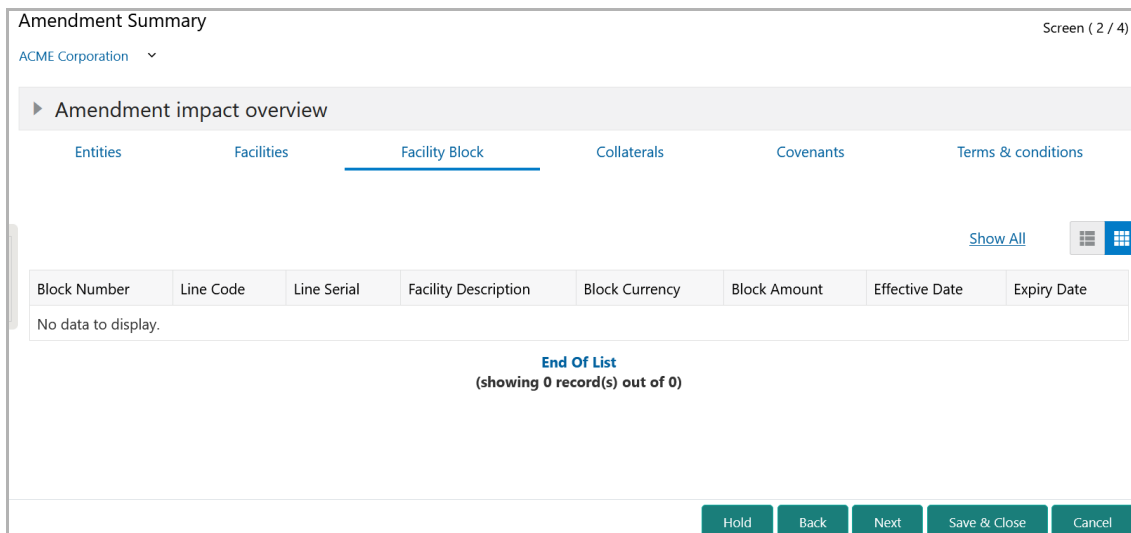 Amendment Summary
Screen ( 2 / 4)
ACME Corporation
Amendment impact overview
Entities Facilities Facility Block Collaterals Covenants Terms & conditions
Show All
Block Number Line Code Line Serial Facility Description Block Currency Block Amount Effective Date Expiry Date
No data to display.
End Of List
(showing 0 record(s) out of 0)
Hold Back Next Save & Close Cancel